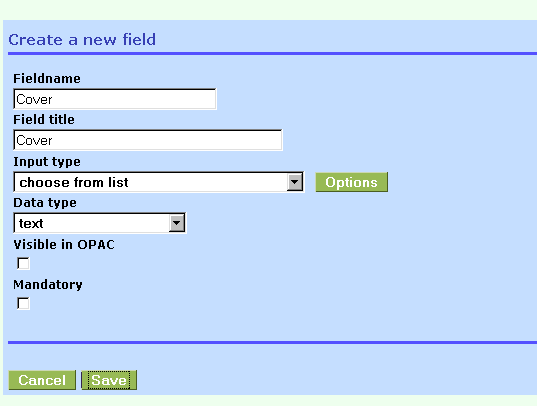 Create a new field
Fieldname
Cover
Field title
Cover
Input type
choose from list Options
Data type
text
Visible in OPAC
Mandatory
Cancel Save